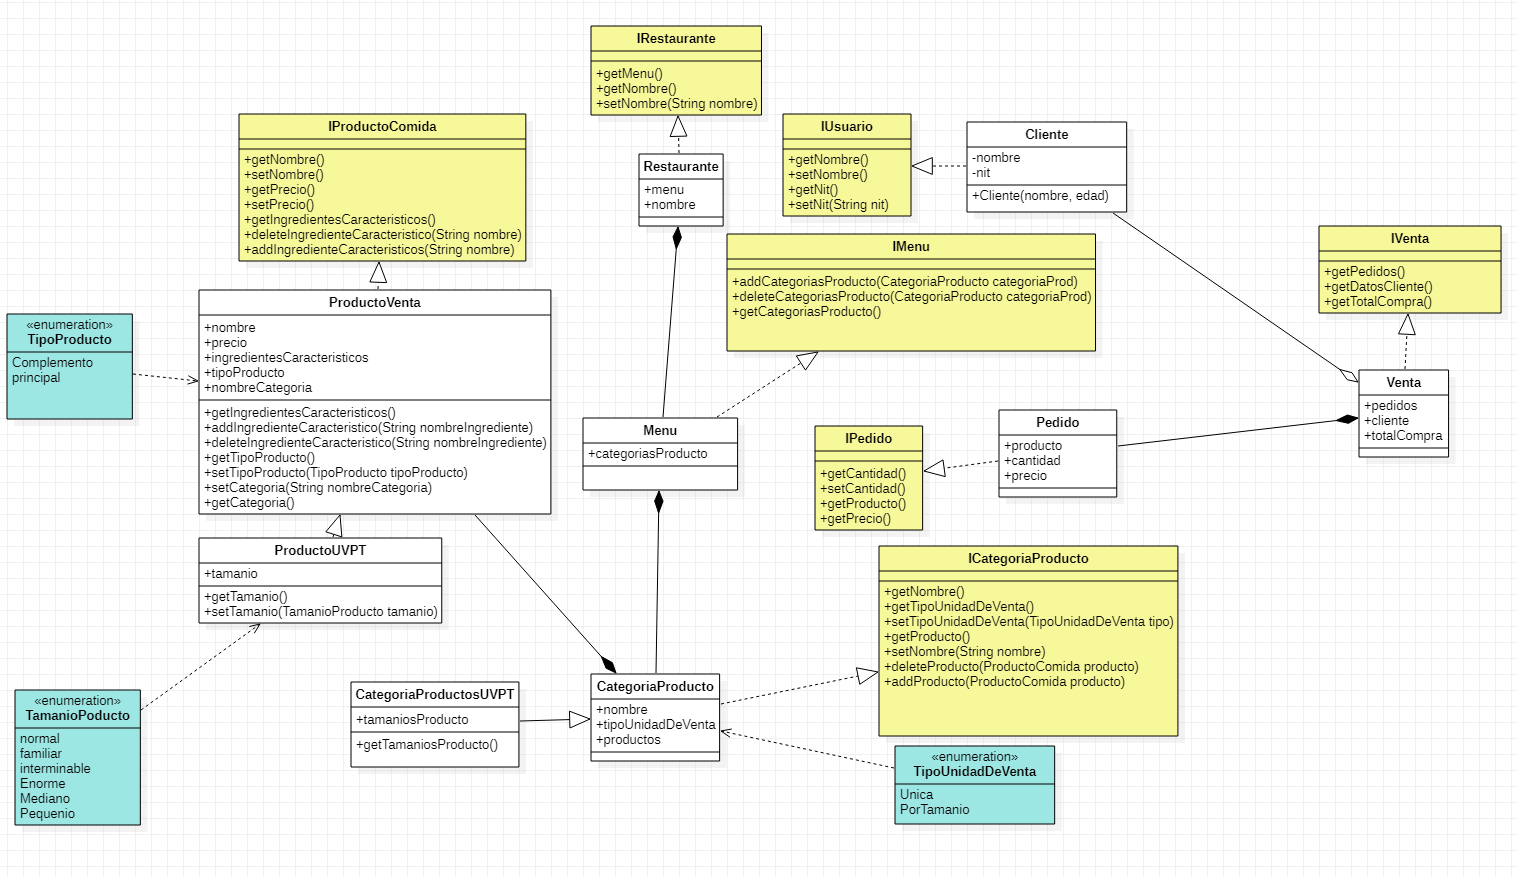 IRestaurante
+getMenu()
+getNombre()
+setNombre(String nombre)
IProductoComida
+getNombre()
+setNombre()
+getPrecio()
+setPrecio()
+getIngredientesCaracteristicos()
+deleteIngredienteCaracteristico(String nombre)
+addIngredienteCaracteristicos(String nombre)
Restaurante
+menu
+nombre
IUsuario
+getNombre()
+setNombre()
+getNit()
+setNit(String nit)
Cliente
-nombre
-nit
+Cliente(nombre, edad)
IMenu
+addCategoriasProducto(CategoriaProducto categoriaProd)
+deleteCategoriasProducto(CategoriaProducto categoriaProd)
+getCategoriasProducto()
IVenta
+getPedidos()
+getDatosCliente()
+getTotalCompra()
ProductoVenta
+nombre
+precio
+ingredientesCaracteristicos
+tipoProducto
+nombreCategoria
+getIngredientesCaracteristicos()
+addIngredienteCaracteristico(String nombreIngrediente)
+deleteIngredienteCaracteristico(String nombreIngrediente)
+getTipoProducto()
+setTipoProducto(TipoProducto tipoProducto)
+setCategoria(String nombreCategoria)
+getCategoria()
«enumeration»
TipoProducto
Complemento
principal
Menu
+categoriasProducto
IPedido
+getCantidad()
+setCantidad()
+getProducto()
+getPrecio()
Pedido
+producto
+cantidad
+precio
Venta
+pedidos
+cliente
+totalCompra
ProductoUVPT
+tamanio
+getTamanio()
+setTamanio(TamanioProducto tamanio)
ICategoriaProducto
+getNombre()
+getTipoUnidadDeVenta()
+setTipoUnidadDeVenta(TipoUnidadDeVenta tipo)
+getProducto()
+setNombre(String nombre)
+deleteProducto(ProductoComida producto)
+addProducto(ProductoComida producto)
«enumeration»
TamanioPoducto
normal
familiar
interminable
Enorme
Mediano
Pequenio
CategoriaProductosUVPT
+tamaniosProducto
+getTamaniosProducto()
CategoriaProducto
+nombre
+tipoUnidadDeVenta
+productos
«enumeration»
TipoUnidadDeVenta
Unica
PorTamanio